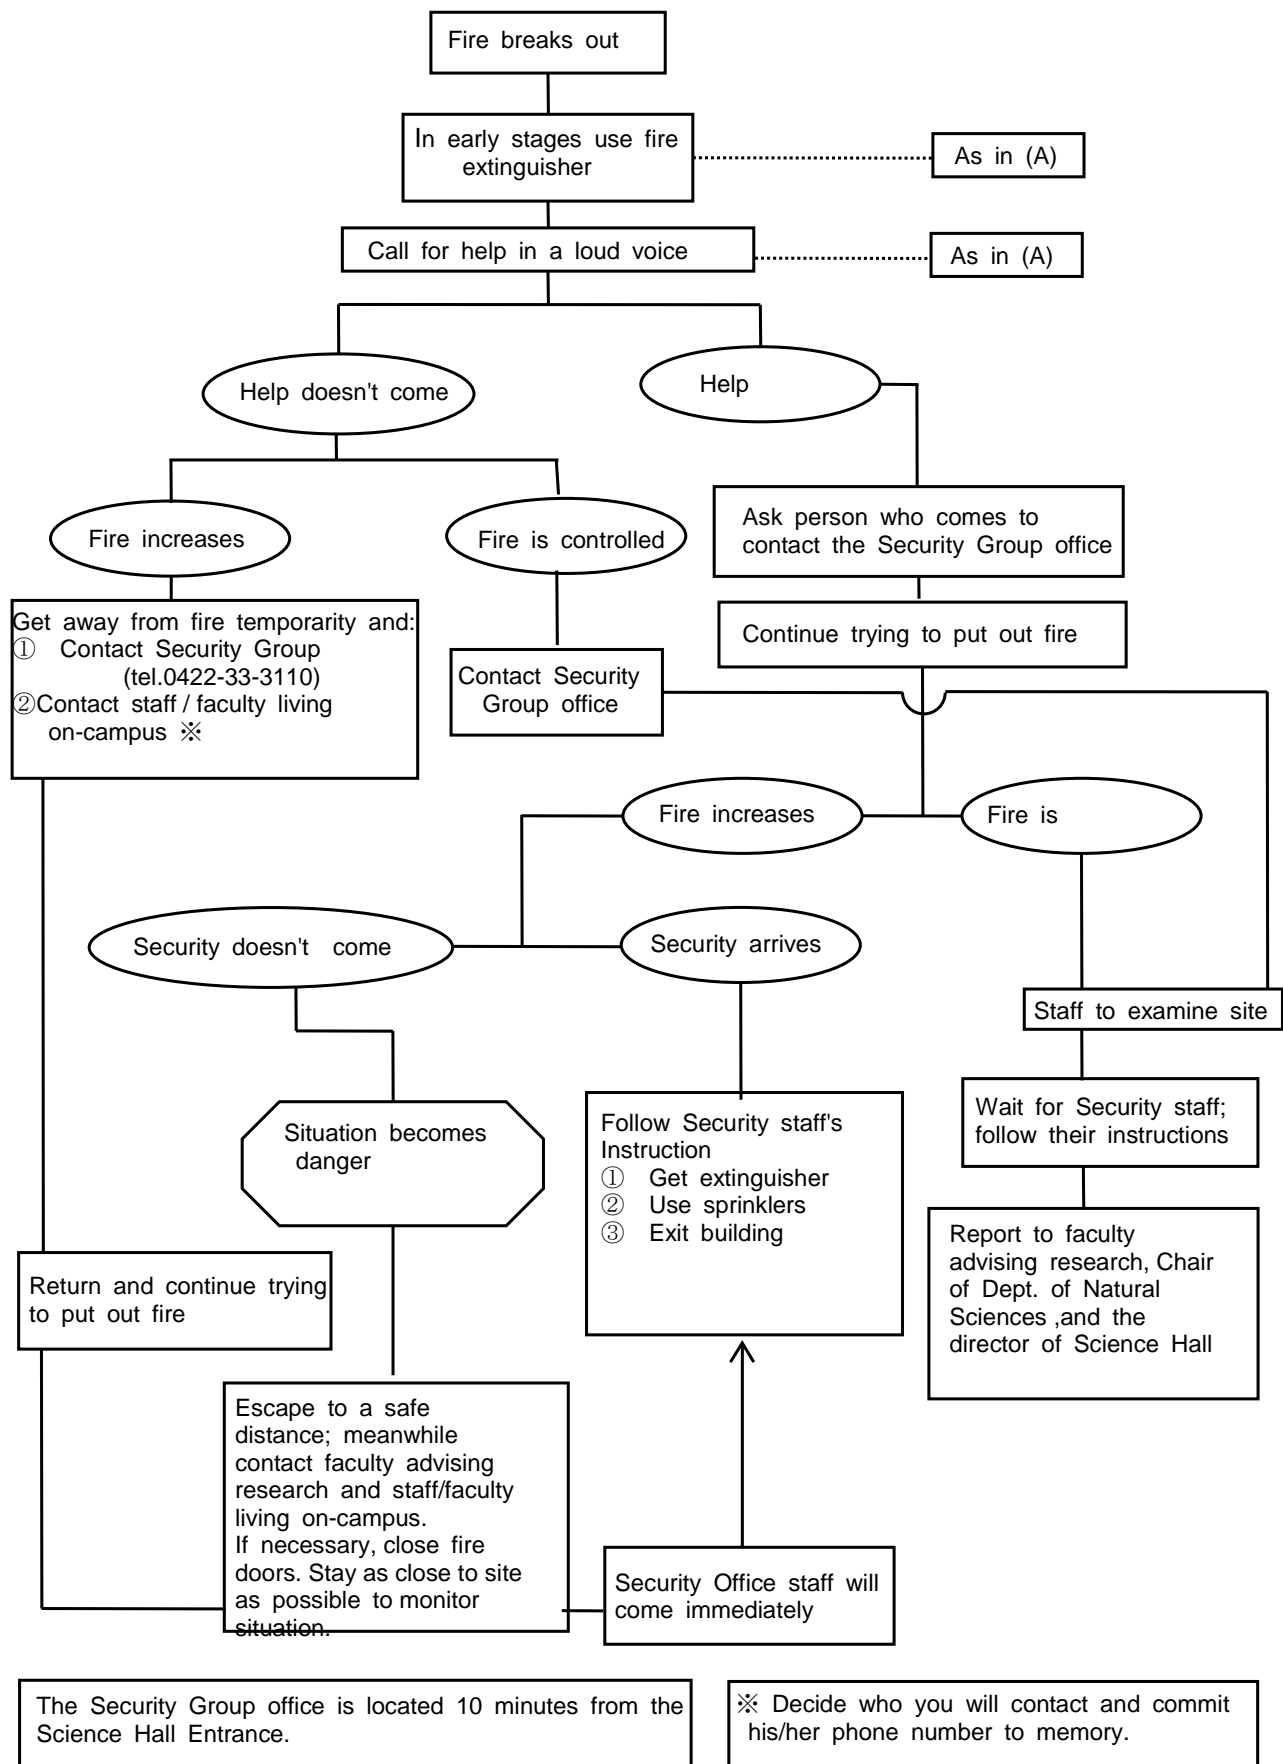 Fire breaks out
In early stages use fire
extinguisher
As in (A)
Call for help in a loud voice
As in (A)
Help doesn't come
Help
Fire increases
Fire is controlled
Ask person who comes to
contact the Security Group office
Get away from fire temporarity and:
① Contact Security Group
(tel.0422-33-3110)
②Contact staff / faculty living
on-campus ※
Contact Security
Group office
Continue trying to put out fire
Fire increases
Fire is
Security doesn't come
Security arrives
Staff to examine site
Situation becomes
danger
Follow Security staff's
Instruction
① Get extinguisher
② Use sprinklers
③ Exit building
Wait for Security staff;
follow their instructions
Return and continue trying
to put out fire
Report to faculty
advising research, Chair
of Dept. of Natural
Sciences ,and the
director of Science Hall
Escape to a safe
distance; meanwhile
contact faculty advising
research and staff/faculty
living on-campus.
If necessary, close fire
doors. Stay as close to site
as possible to monitor
situation.
Security Office staff will
come immediately
The Security Group office is located 10 minutes from the
Science Hall Entrance.
※ Decide who you will contact and commit
his/her phone number to memory.